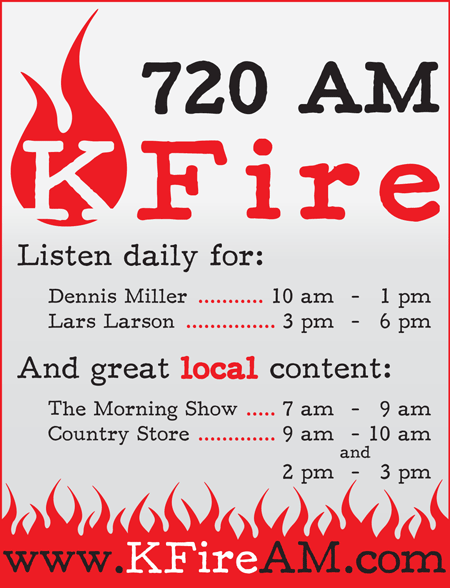 720 AM
K Fire
Listen daily for:
Dennis Miller ........... 10 am - 1 pm
Lars Larson ............... 3 pm - 6 pm
And great local content:
The Morning Show ..... 7 am - 9 am
Country Store ............. 9 am - 10 am
and
2 pm - 3 pm
www.KFireAM.com